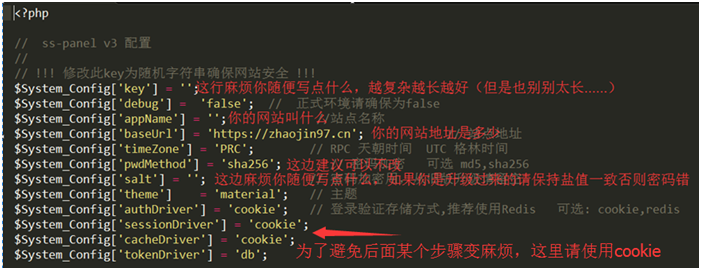 <?php
// ss-panel v3 配置
//
// !!! 修改此key为随机字符串确保网站安全 !!!
$System_Config['key'] = '';这行麻烦你随便写点什么，越复杂越长越好（但是也别别太长......）
$System_Config['debug'] = 'false'; // 正式环境请确保为false
$System_Config['appName'] = '';你的网站叫什么 //站点名称
$System_Config['baseUrl'] = 'https://zhaojin97.cn'; 你的网站地址是多少 地址
$System_Config['timeZone'] = 'PRC'; // RPC 天朝时间 UTC 格林时间
$System_Config['pwdMethod'] = 'sha256'; 这边建议可以不改 可选 md5,sha256
$System_Config['salt'] = ''; 这边麻烦你随便写点什么，如果你是升级过来的请保持盐值一致否则密码错
$System_Config['theme'] = 'material'; // 主题
$System_Config['authDriver'] = 'cookie'; // 登录验证存储方式,推荐使用Redis 可选: cookie,redis
$System_Config['sessionDriver'] = 'cookie';
$System_Config['cacheDriver'] = 'cookie';
$System_Config['tokenDriver'] = 'db';
为了避免后面某个步骤变麻烦，这里请使用cookie